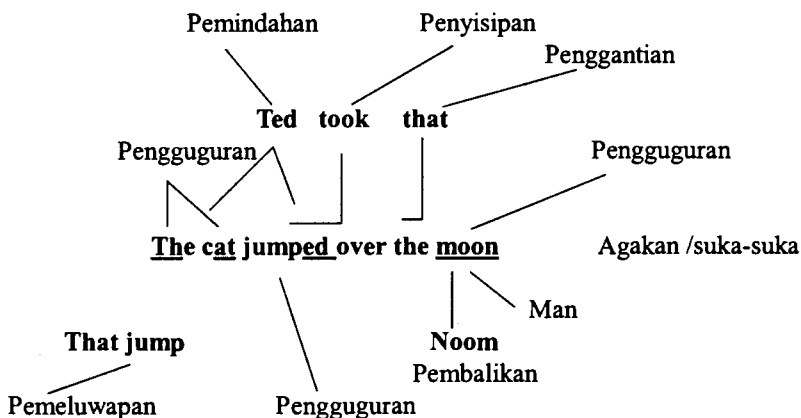 Pemindahan
Penyisipan
Penggantian
Ted took that
Pengguguran
Pengguguran
The cat jumped over the moon
Agakan /suka-suka
Man
That jump
Noom
Pembalikan
Pemeluwapan
Pengguguran